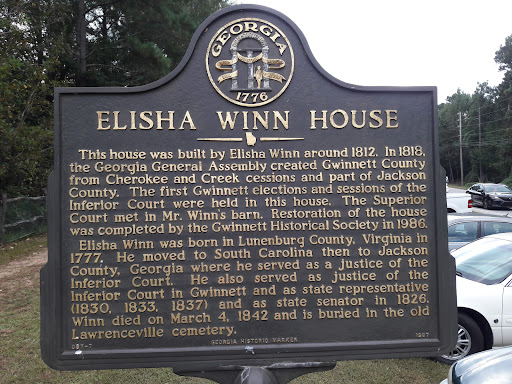 GEORGIA
1776
ELISHA WINN HOUSE
This house was built by Elisha Winn around 1812. In 1818,
the Georgia General Assembly created Gwinnett County
from Cherokee and Creek cessions and part of Jackson
County. The first Gwinnett elections and sessions of the
Inferior Court were held in this house. The Superior
Court met in Mr. Winn's barn. Restoration of the house
was completed by the Gwinnett Historical Society in 1986.
Elisha Winn was born in Lunenburg County, Virginia in
1777. He moved to South Carolina then to Jackson
County, Georgia where he served as a justice of the
Inferior Court. He also served as justice of the
Inferior Court in Gwinnett and as state representative
(1830, 1833, 1837) and as state senator in 1826.
Winn died on March 4, 1842 and is buried in the old
Lawrenceville cemetery.
GEORGIA HISTORIC MARKER
1987